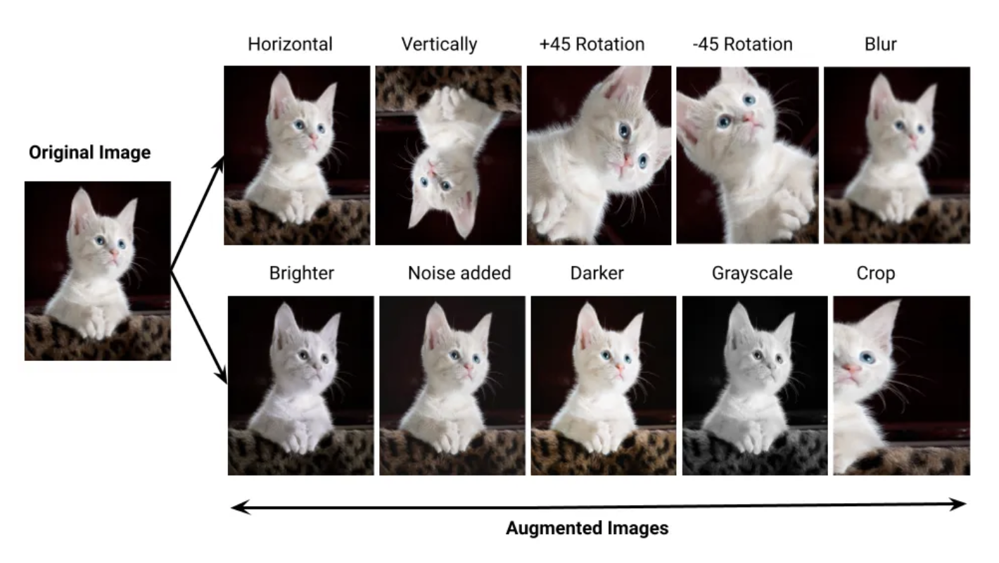 Horizontal Vertically +45 Rotation -45 Rotation Blur
Original Image
Brighter Noise added Darker Grayscale Crop
Augmented Images